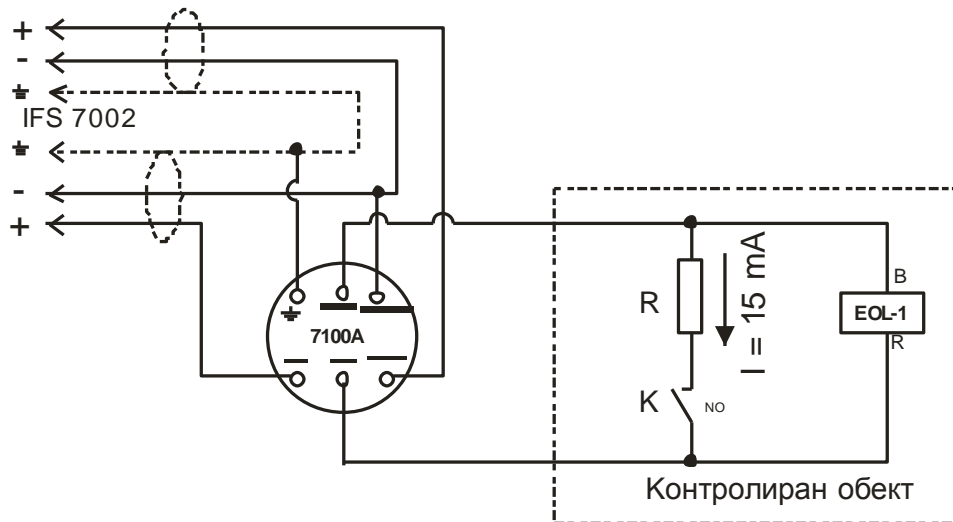 +
-
IFS 7002
-
+
7100A
R
I = 15 mA
K
NO
B
EOL-1
R
Контролиран обект